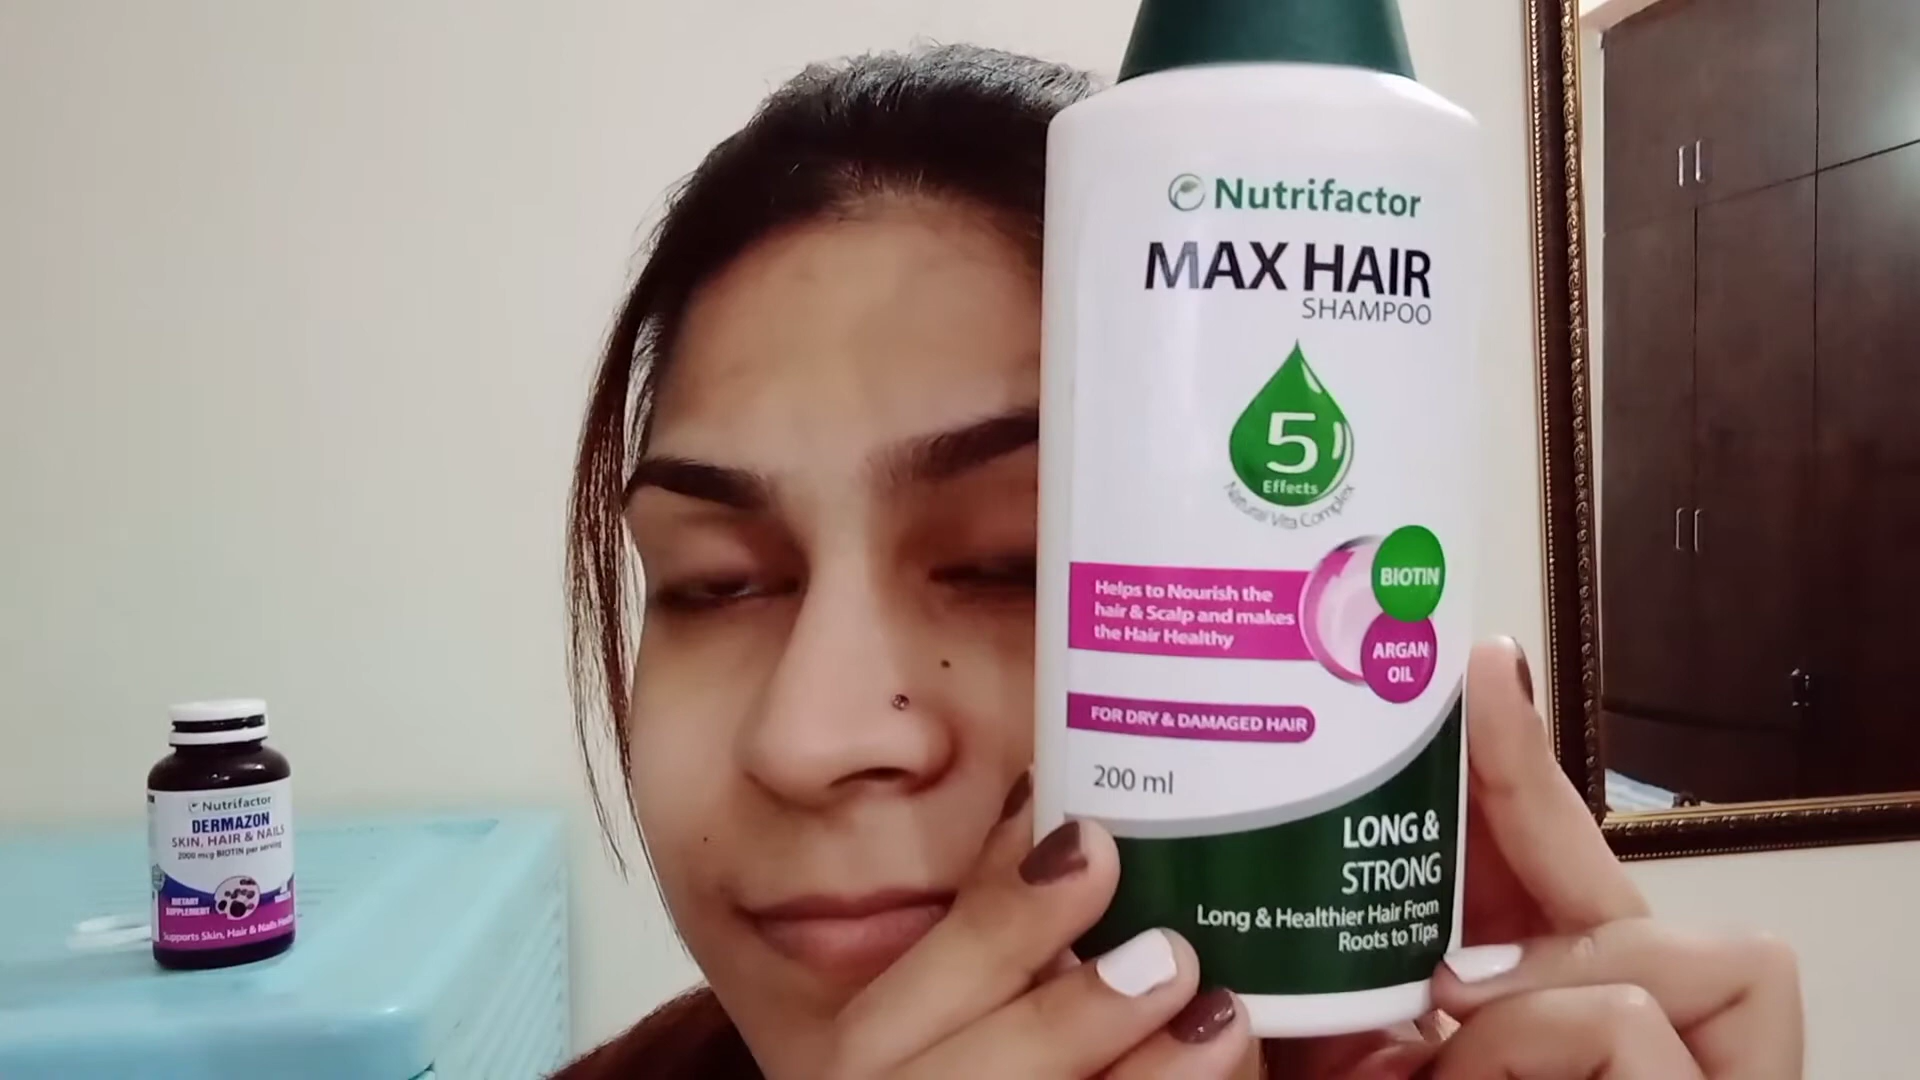 Nutrifactor
MAX HAIR
SHAMPOO
5
Effects
Natural Vita Complex
Helps to Nourish the
hair & Scalp and makes
the Hair Healthy
BIOTIN
ARGAN
OIL
FOR DRY & DAMAGED HAIR
200 ml
LONG &
STRONG
Long & Healthier Hair From
Roots to Tips
Nutrifactor
DERMAZON
SKIN, HAIR & NAILS
2000 mcg BIOTIN per serving
DIETARY
SUPPLEMENT
Supports Skin, Hair & Nails